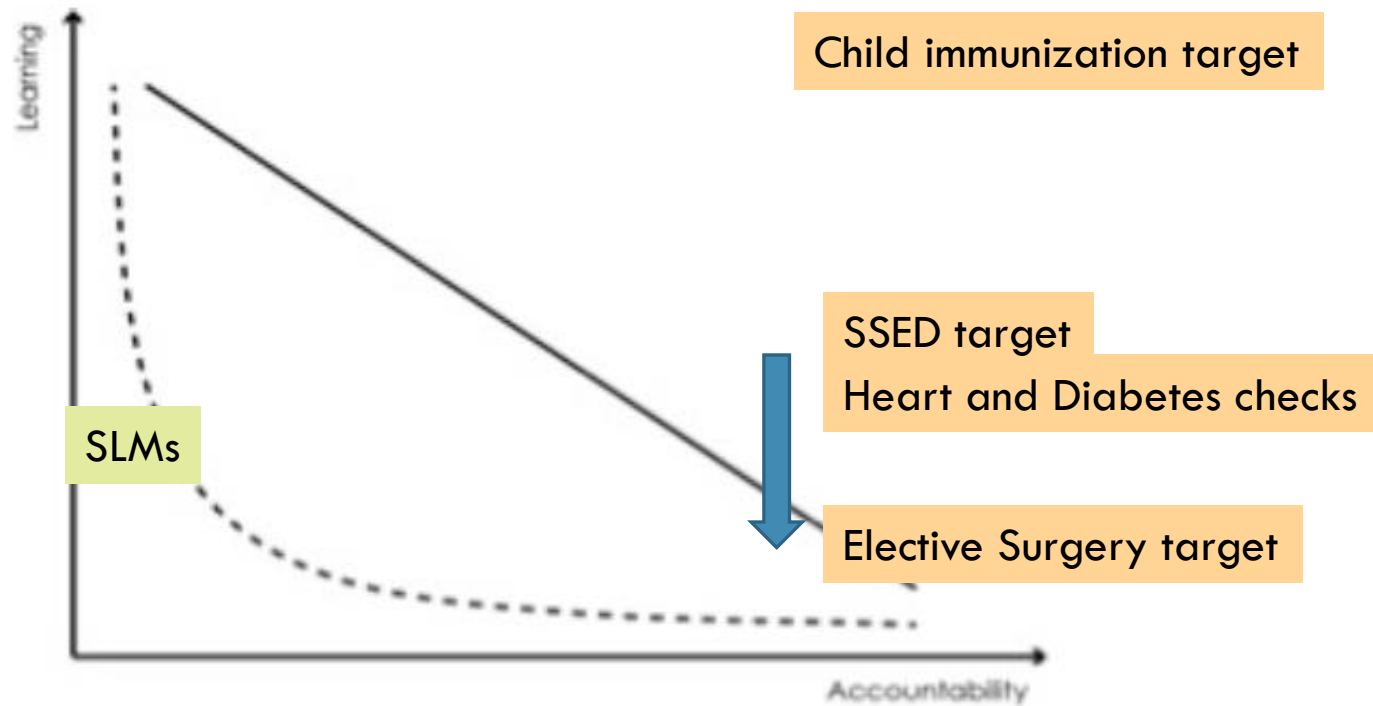 Learning
Child immunization target
SSED target
Heart and Diabetes checks
SLMs
Elective Surgery target
Accountability